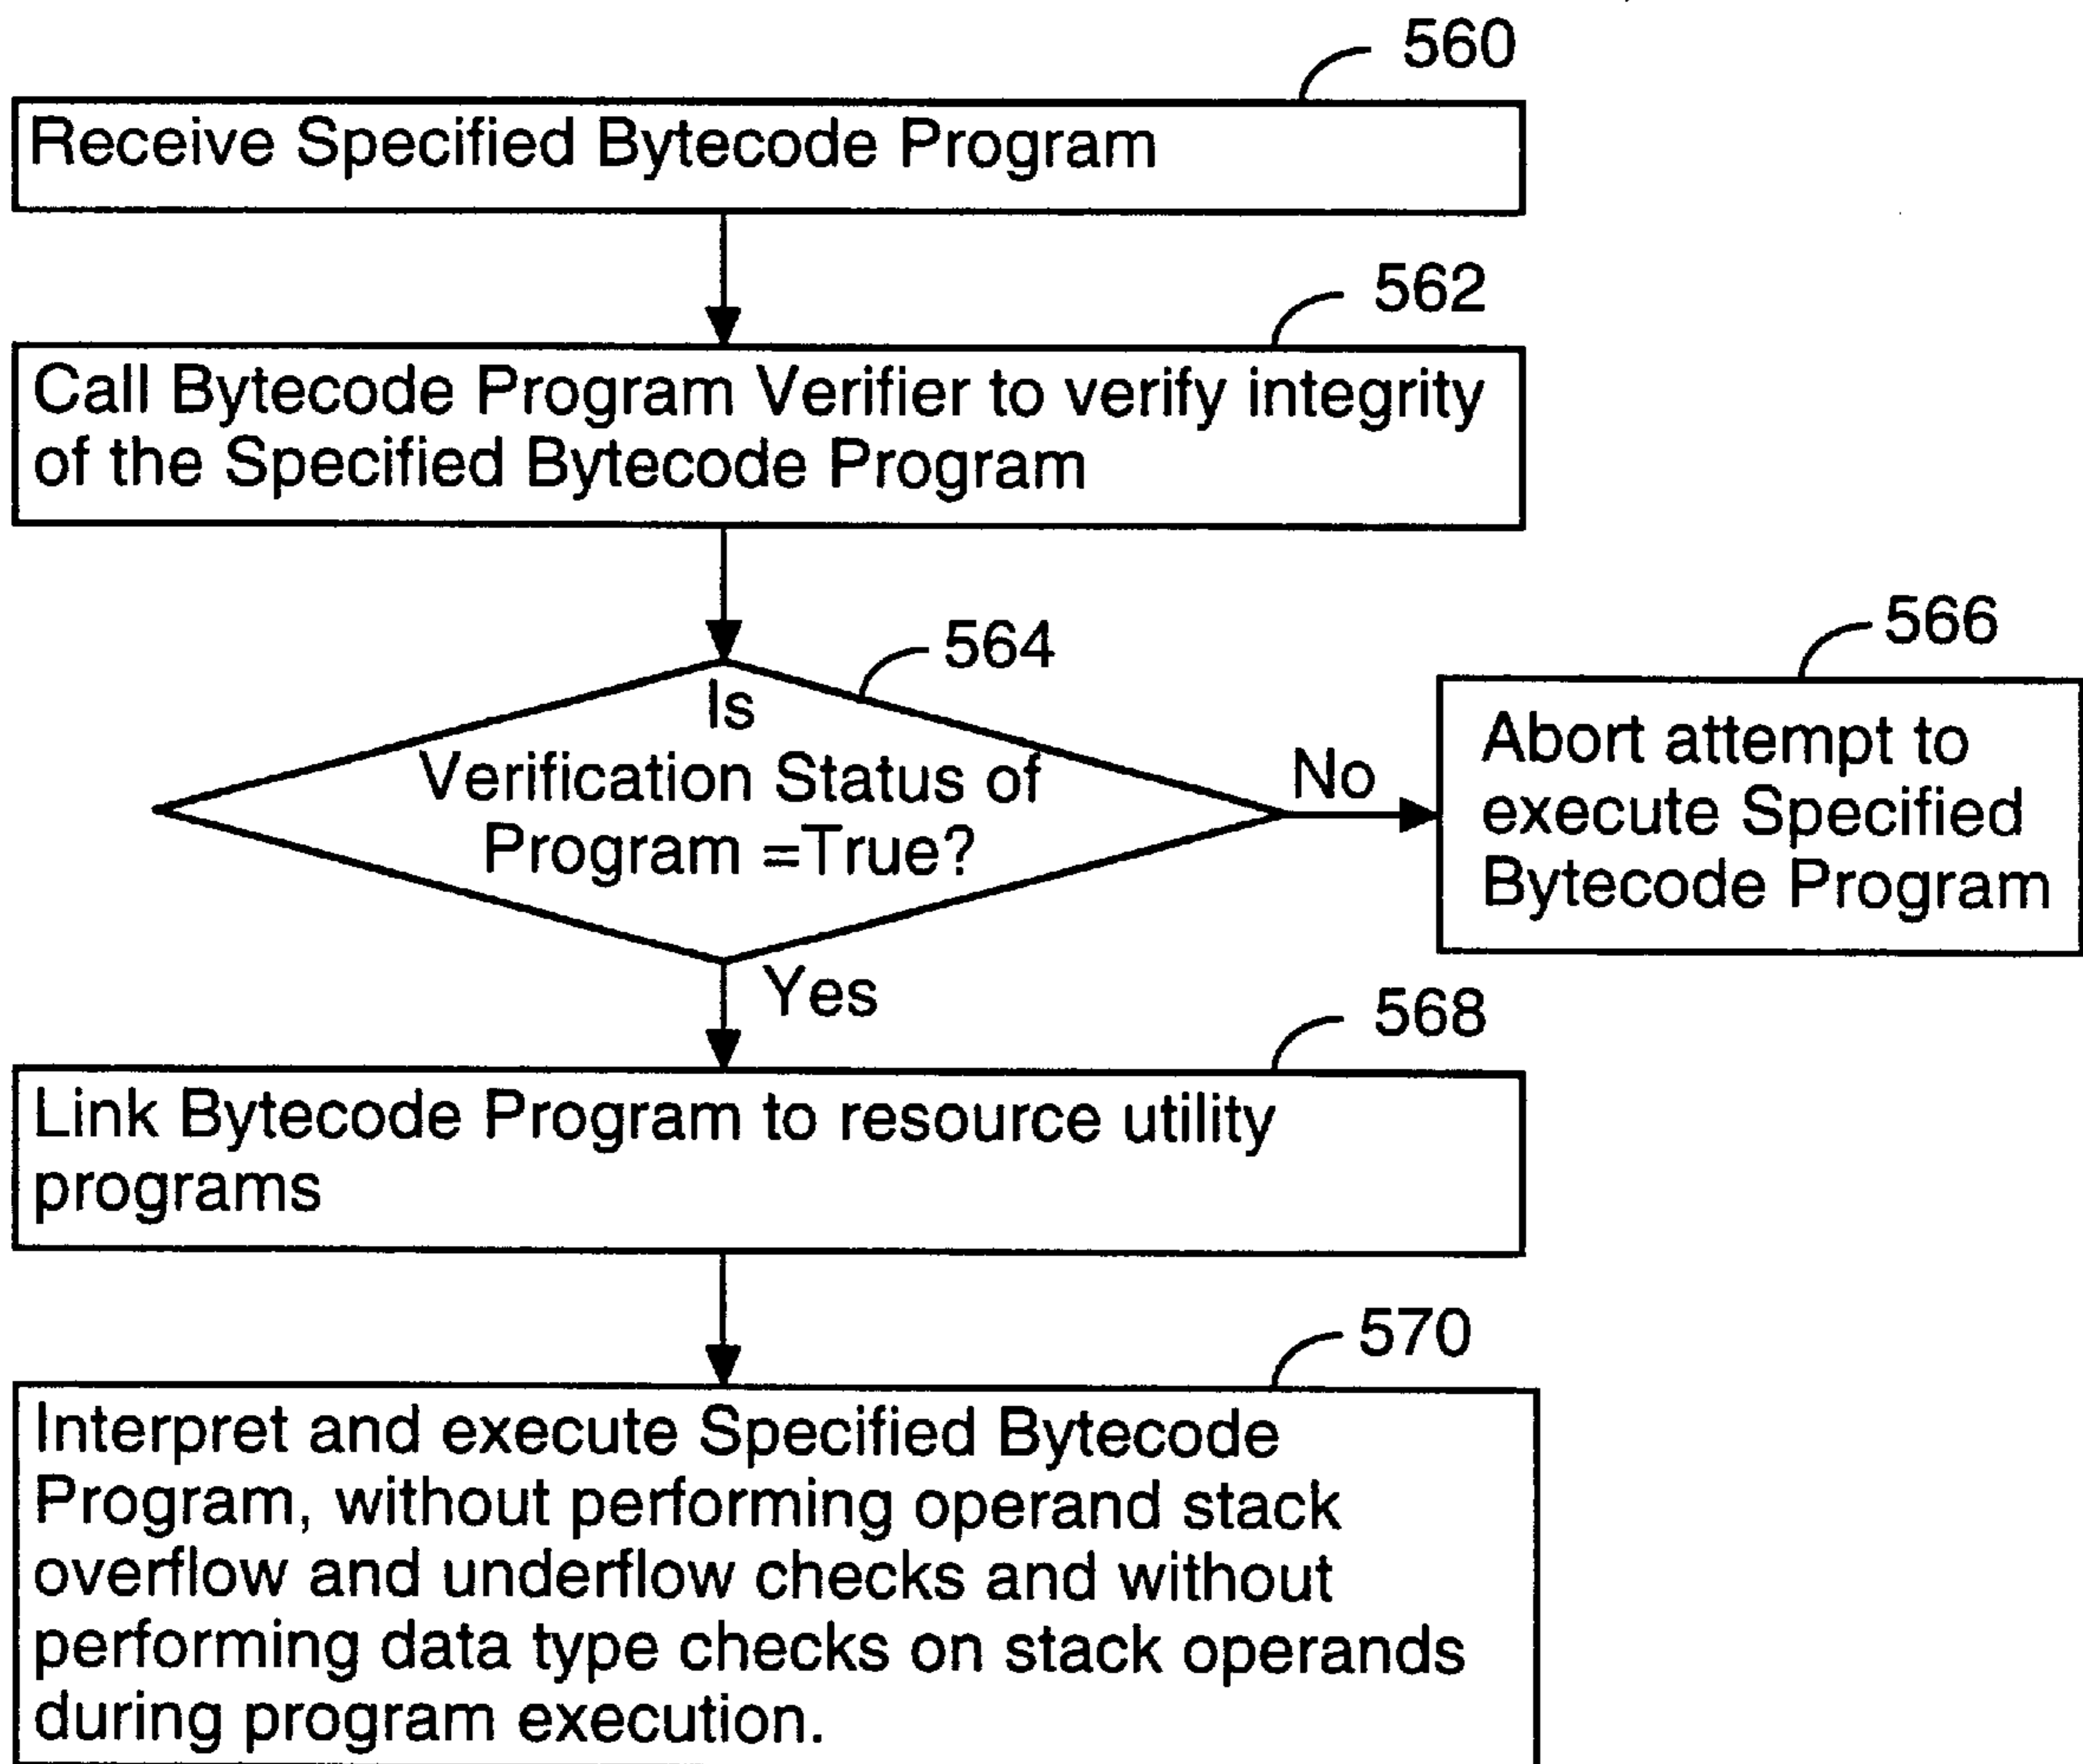 560
Receive Specified Bytecode Program
562
Call Bytecode Program Verifier to verify integrity
of the Specified Bytecode Program
564
Is
Verification Status of
Program =True?
No
566
Abort attempt to
execute Specified
Bytecode Program
Yes
568
Link Bytecode Program to resource utility
programs
570
Interpret and execute Specified Bytecode
Program, without performing operand stack
overflow and underflow checks and without
performing data type checks on stack operands
during program execution.